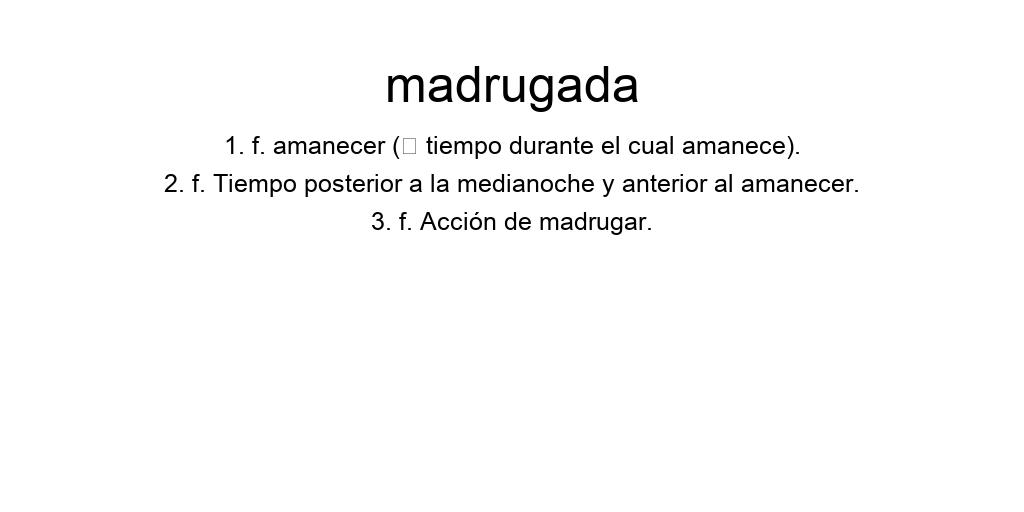 madrugada
1. f. amanecer (□ tiempo durante el cual amanece).
2. f. Tiempo posterior a la medianoche y anterior al amanecer.
3. f. Acción de madrugar.